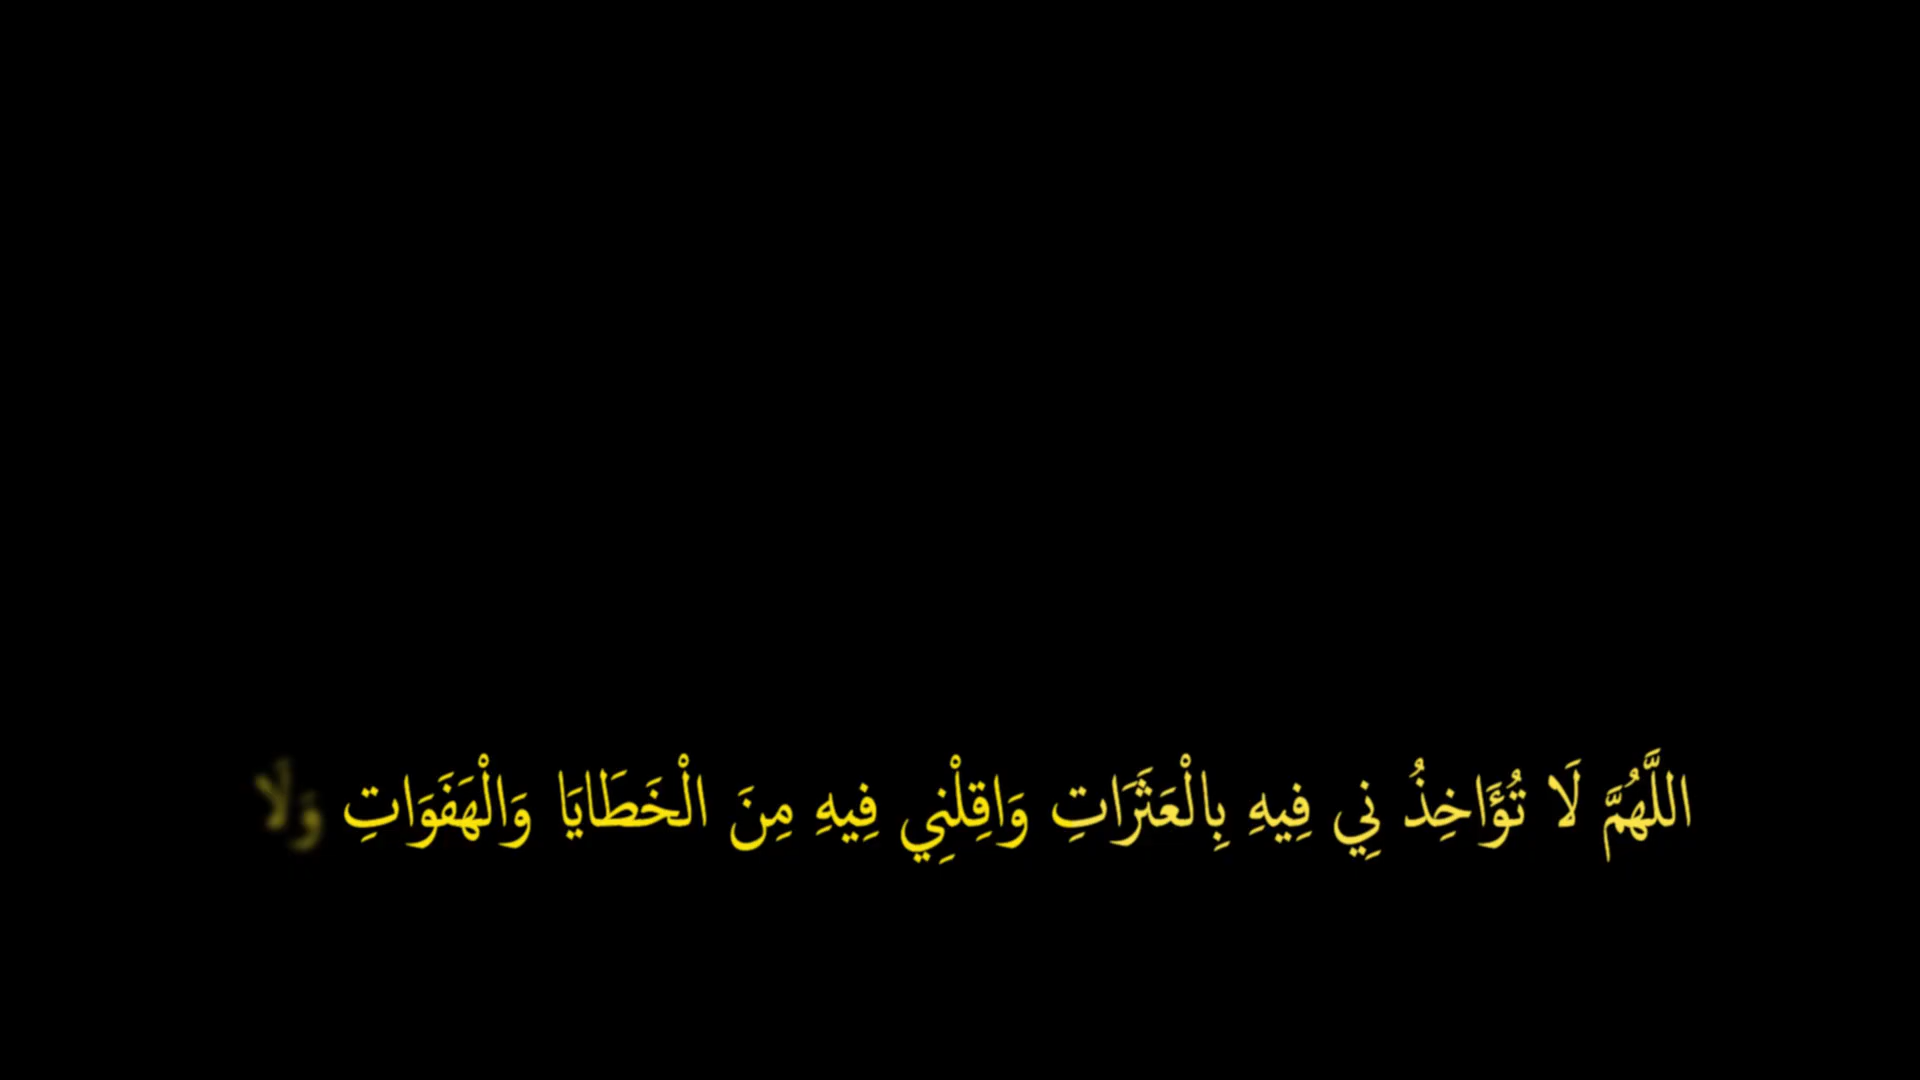 اللَّهُمَّ لَا تُؤَاخِذُ نِي فِيهِ بِالْعَثَرَاتِ وَاقِلْنِي فِيهِ مِنَ الْخَطَايَا وَالْهَفَوَاتِ وَلَا